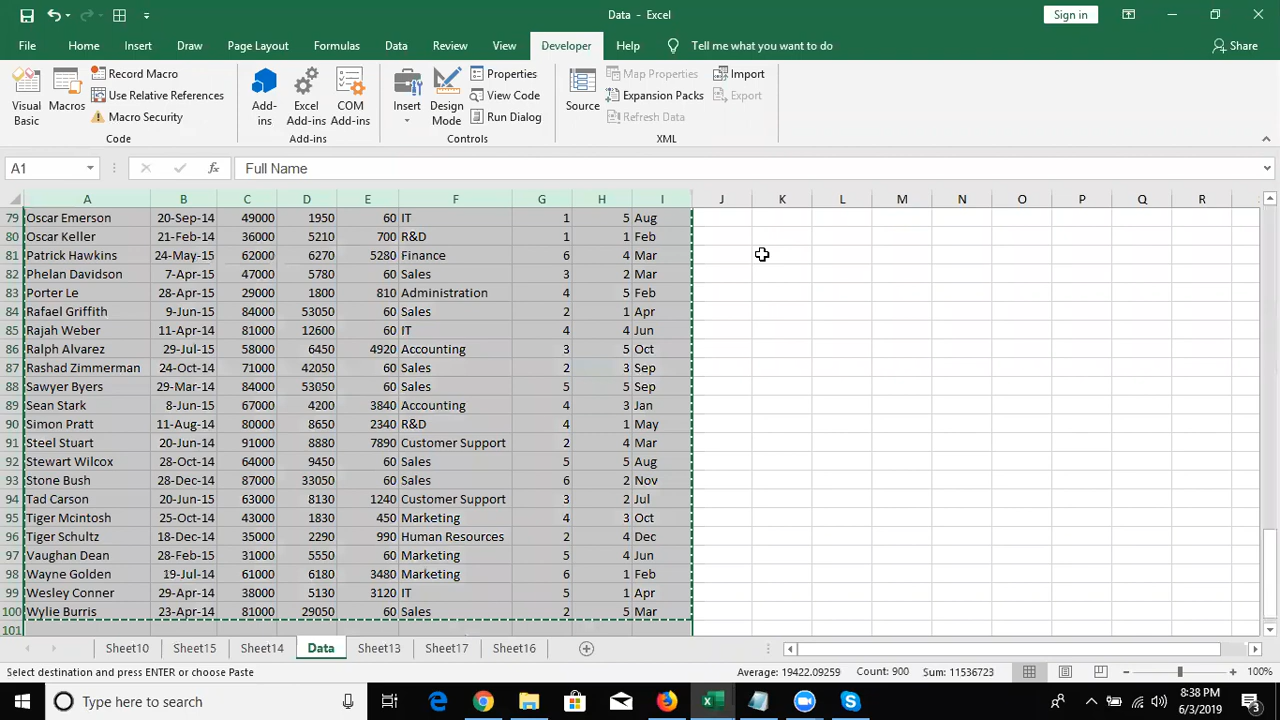 Data - Excel
Sign in
File Home Insert Draw Page Layout Formulas Data Review View Developer Help Tell me what you want to do Share
Visual Basic
Macros
Record Macro
Use Relative References
Macro Security
Code
Add-ins
Excel Add-ins
COM Add-ins
Add-ins
Insert
Design Mode
Properties
View Code
Run Dialog
Controls
Source
Map Properties
Expansion Packs
Refresh Data
Import
Export
XML
A1 fx Full Name
A B C D E F G H I J K L M N O P Q R
79 Oscar Emerson 20-Sep-14 49000 1950 60 IT 1 5 Aug
80 Oscar Keller 21-Feb-14 36000 5210 700 R&D 1 1 Feb
81 Patrick Hawkins 24-May-15 62000 6270 5280 Finance 6 4 Mar
82 Phelan Davidson 7-Apr-15 47000 5780 60 Sales 3 2 Mar
83 Porter Le 28-Apr-15 29000 1800 810 Administration 4 5 Feb
84 Rafael Griffith 9-Jun-15 84000 53050 60 Sales 2 1 Apr
85 Rajah Weber 11-Apr-14 81000 12600 60 IT 4 4 Jun
86 Ralph Alvarez 29-Jul-15 58000 6450 4920 Accounting 3 5 Oct
87 Rashad Zimmerman 24-Oct-14 71000 42050 60 Sales 2 3 Sep
88 Sawyer Byers 29-Mar-14 84000 53050 60 Sales 5 5 Sep
89 Sean Stark 8-Jun-15 67000 4200 3840 Accounting 4 3 Jan
90 Simon Pratt 11-Aug-14 80000 8650 2340 R&D 4 1 May
91 Steel Stuart 20-Jun-14 91000 8880 7890 Customer Support 2 4 Mar
92 Stewart Wilcox 28-Oct-14 64000 9450 60 Sales 5 5 Aug
93 Stone Bush 28-Dec-14 87000 33050 60 Sales 6 2 Nov
94 Tad Carson 20-Jun-15 63000 8130 1240 Customer Support 3 2 Jul
95 Tiger Mcintosh 25-Oct-14 43000 1830 450 Marketing 4 3 Oct
96 Tiger Schultz 18-Dec-14 35000 2290 990 Human Resources 2 4 Dec
97 Vaughan Dean 28-Feb-15 31000 5550 60 Marketing 5 4 Jun
98 Wayne Golden 19-Jul-14 61000 6180 3480 Marketing 6 1 Feb
99 Wesley Conner 29-Apr-14 38000 5130 3120 IT 5 1 Apr
100 Wylie Burris 23-Apr-14 81000 29050 60 Sales 2 5 Mar
101
Sheet10 Sheet15 Sheet14 Data Sheet13 Sheet17 Sheet16
Select destination and press ENTER or choose Paste Average: 19422.09259 Count: 900 Sum: 11536723 100%
Type here to search
8:38 PM
6/3/2019
3